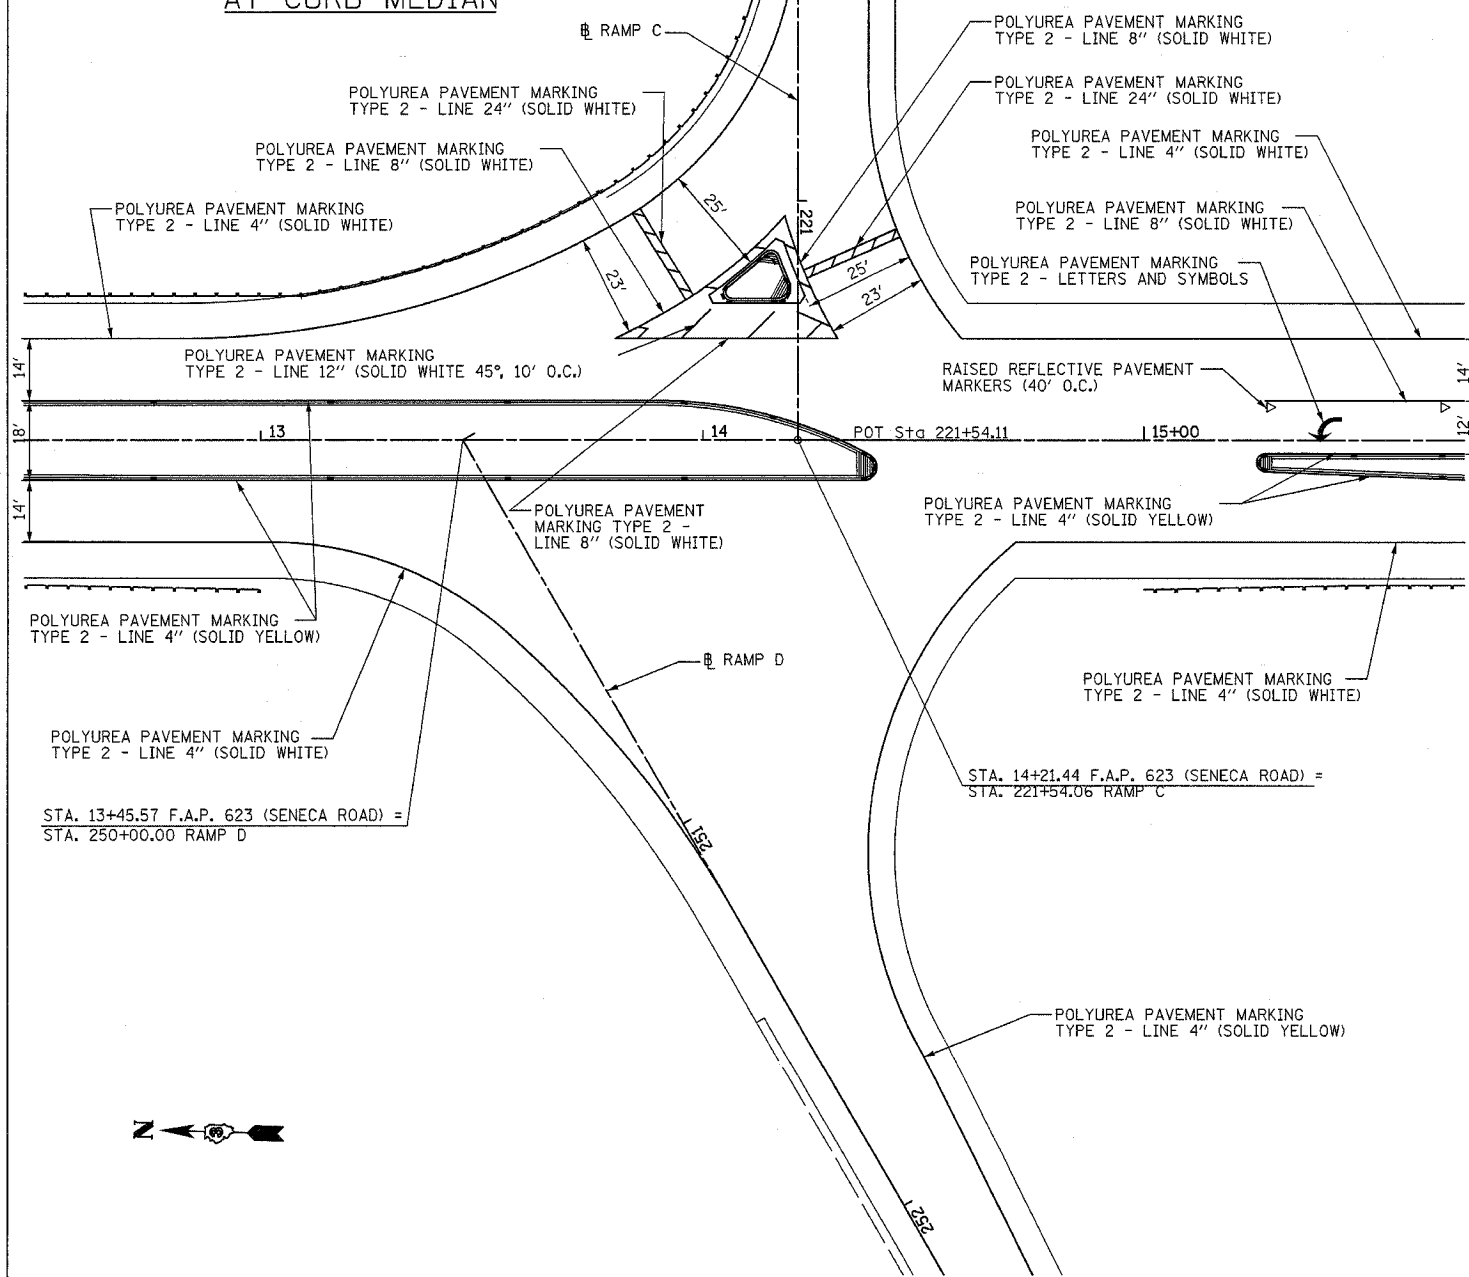 AT CURB MEDIAN
℄ RAMP C
POLYUREA PAVEMENT MARKING
TYPE 2 - LINE 8" (SOLID WHITE)
POLYUREA PAVEMENT MARKING
TYPE 2 - LINE 24" (SOLID WHITE)
POLYUREA PAVEMENT MARKING
TYPE 2 - LINE 24" (SOLID WHITE)
POLYUREA PAVEMENT MARKING
TYPE 2 - LINE 4" (SOLID WHITE)
POLYUREA PAVEMENT MARKING
TYPE 2 - LINE 8" (SOLID WHITE)
POLYUREA PAVEMENT MARKING
TYPE 2 - LINE 4" (SOLID WHITE)
POLYUREA PAVEMENT MARKING
TYPE 2 - LINE 8" (SOLID WHITE)
25'
221
23'
25'
23'
POLYUREA PAVEMENT MARKING
TYPE 2 - LETTERS AND SYMBOLS
POLYUREA PAVEMENT MARKING
TYPE 2 - LINE 12" (SOLID WHITE 45°, 10' O.C.)
RAISED REFLECTIVE PAVEMENT
MARKERS (40' O.C.)
14'
18'
14'
14'
12'
13
14
POT Sta 221+54.11
15+00
POLYUREA PAVEMENT
MARKING TYPE 2 -
LINE 8" (SOLID WHITE)
POLYUREA PAVEMENT MARKING
TYPE 2 - LINE 4" (SOLID YELLOW)
POLYUREA PAVEMENT MARKING
TYPE 2 - LINE 4" (SOLID YELLOW)
℄ RAMP D
POLYUREA PAVEMENT MARKING
TYPE 2 - LINE 4" (SOLID WHITE)
POLYUREA PAVEMENT MARKING
TYPE 2 - LINE 4" (SOLID WHITE)
STA. 14+21.44 F.A.P. 623 (SENECA ROAD) =
STA. 221+54.06 RAMP C
STA. 13+45.57 F.A.P. 623 (SENECA ROAD) =
STA. 250+00.00 RAMP D
251
POLYUREA PAVEMENT MARKING
TYPE 2 - LINE 4" (SOLID YELLOW)
N
252